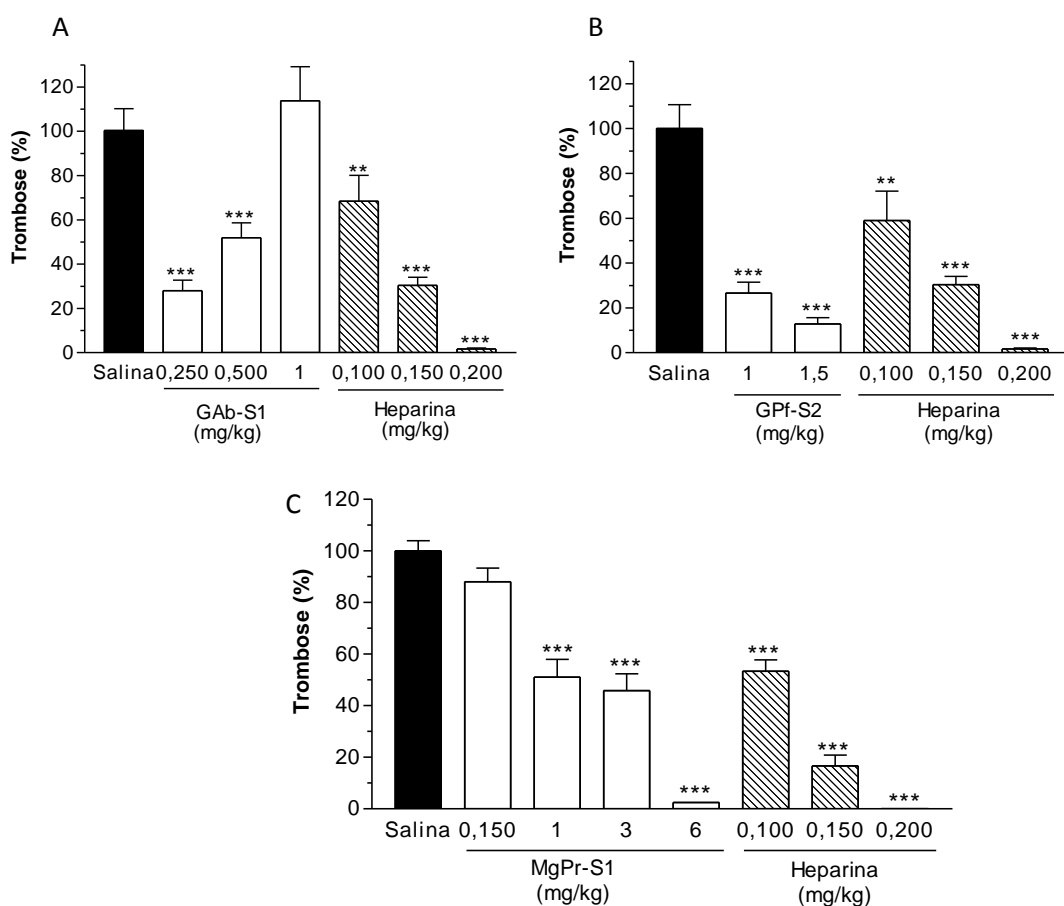 A
Trombose (%)
120
100
80
60
40
20
0
***
***
**
***
***
Salina 0,250 0,500 1 0,100 0,150 0,200
GAb-S1 Heparina
(mg/kg) (mg/kg)
B
Trombose (%)
120
100
80
60
40
20
0
***
***
**
***
***
Salina 1 1,5 0,100 0,150 0,200
GPf-S2 Heparina
(mg/kg) (mg/kg)
C
Trombose (%)
120
100
80
60
40
20
0
***
***
***
***
***
***
Salina 0,150 1 3 6 0,100 0,150 0,200
MgPr-S1 Heparina
(mg/kg) (mg/kg)